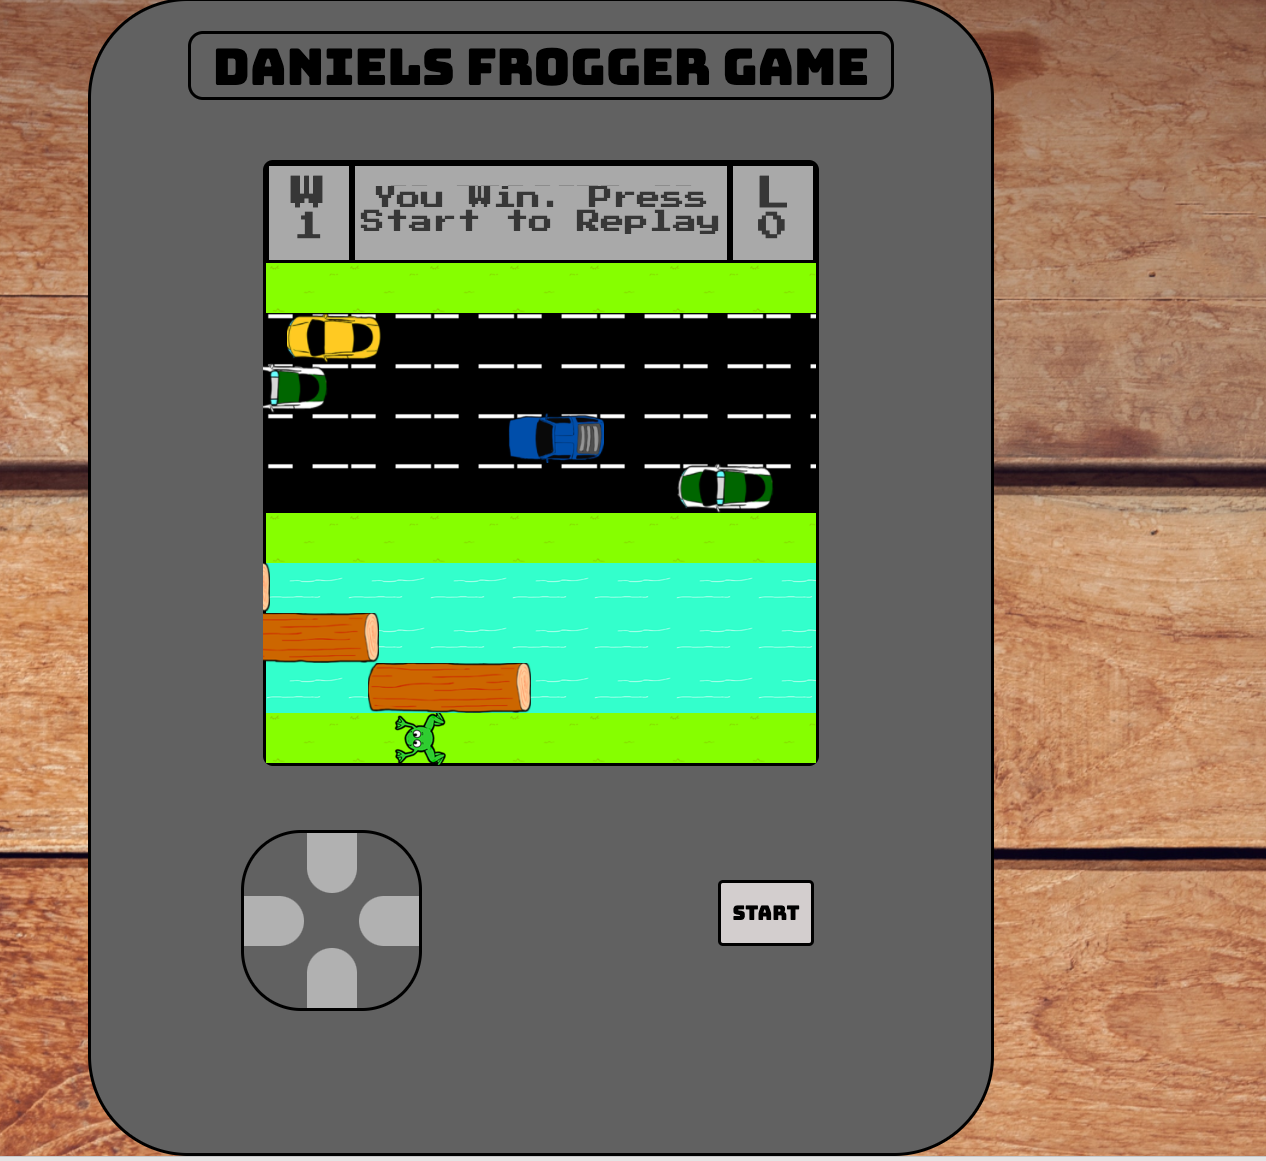 DANIELS FROGGER GAME
W
1
You Win. Press
Start to Replay
L
0
START